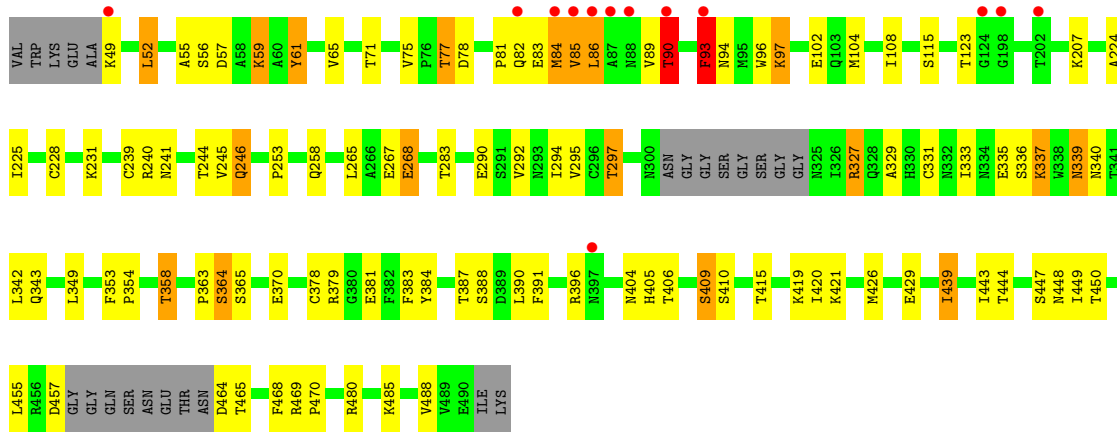 VAL TRP LYS GLU ALA K49 L52 A55 S56 D57 A58 K59 A60 Y61 V65 T71 V75 P76 T77 D78 P81 Q82 E83 M84 V85 L86 A87 N88 V89 T90 F93 N94 M95 W96 K97 E102 Q103 M104 I108 S115 T123 G124 G198 T202 K207 A224
I225 C228 K231 C239 R240 N241 T244 V245 Q246 P253 Q258 L265 A266 E267 E268 T283 E290 S291 V292 N293 I294 V295 C296 T297 N300 ASN GLY GLY SER GLY SER GLY GLY N325 I326 R327 Q328 A329 H330 C331 N332 I333 N334 E335 S336 K337 W338 N339 N340 T341
L342 Q343 L349 F353 P354 T358 P363 S364 S365 E370 C378 R379 G380 E381 F382 F383 Y384 T387 S388 D389 L390 F391 R396 N397 N404 H405 T406 S409 S410 T415 K419 I420 K421 M426 E429 I439 I443 T444 S447 N448 I449 T450
L455 R456 D457 GLY GLY GLN SER ASN GLU THR ASN D464 T465 F468 R469 P470 R480 K485 V488 V489 E490 ILE LYS